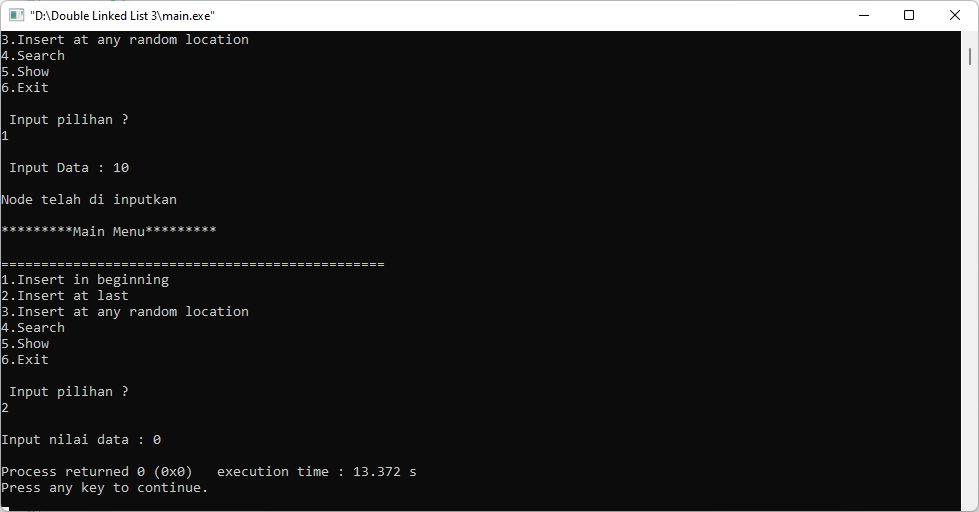 "D:\Double Linked List 3\main.exe"
3.Insert at any random location
4.Search
5.Show
6.Exit
Input pilihan ?
1
Input Data : 10
Node telah di inputkan
*********Main Menu*********
================================================
1.Insert in beginning
2.Insert at last
3.Insert at any random location
4.Search
5.Show
6.Exit
Input pilihan ?
2
Input nilai data : 0
Process returned 0 (0x0)   execution time : 13.372 s
Press any key to continue.